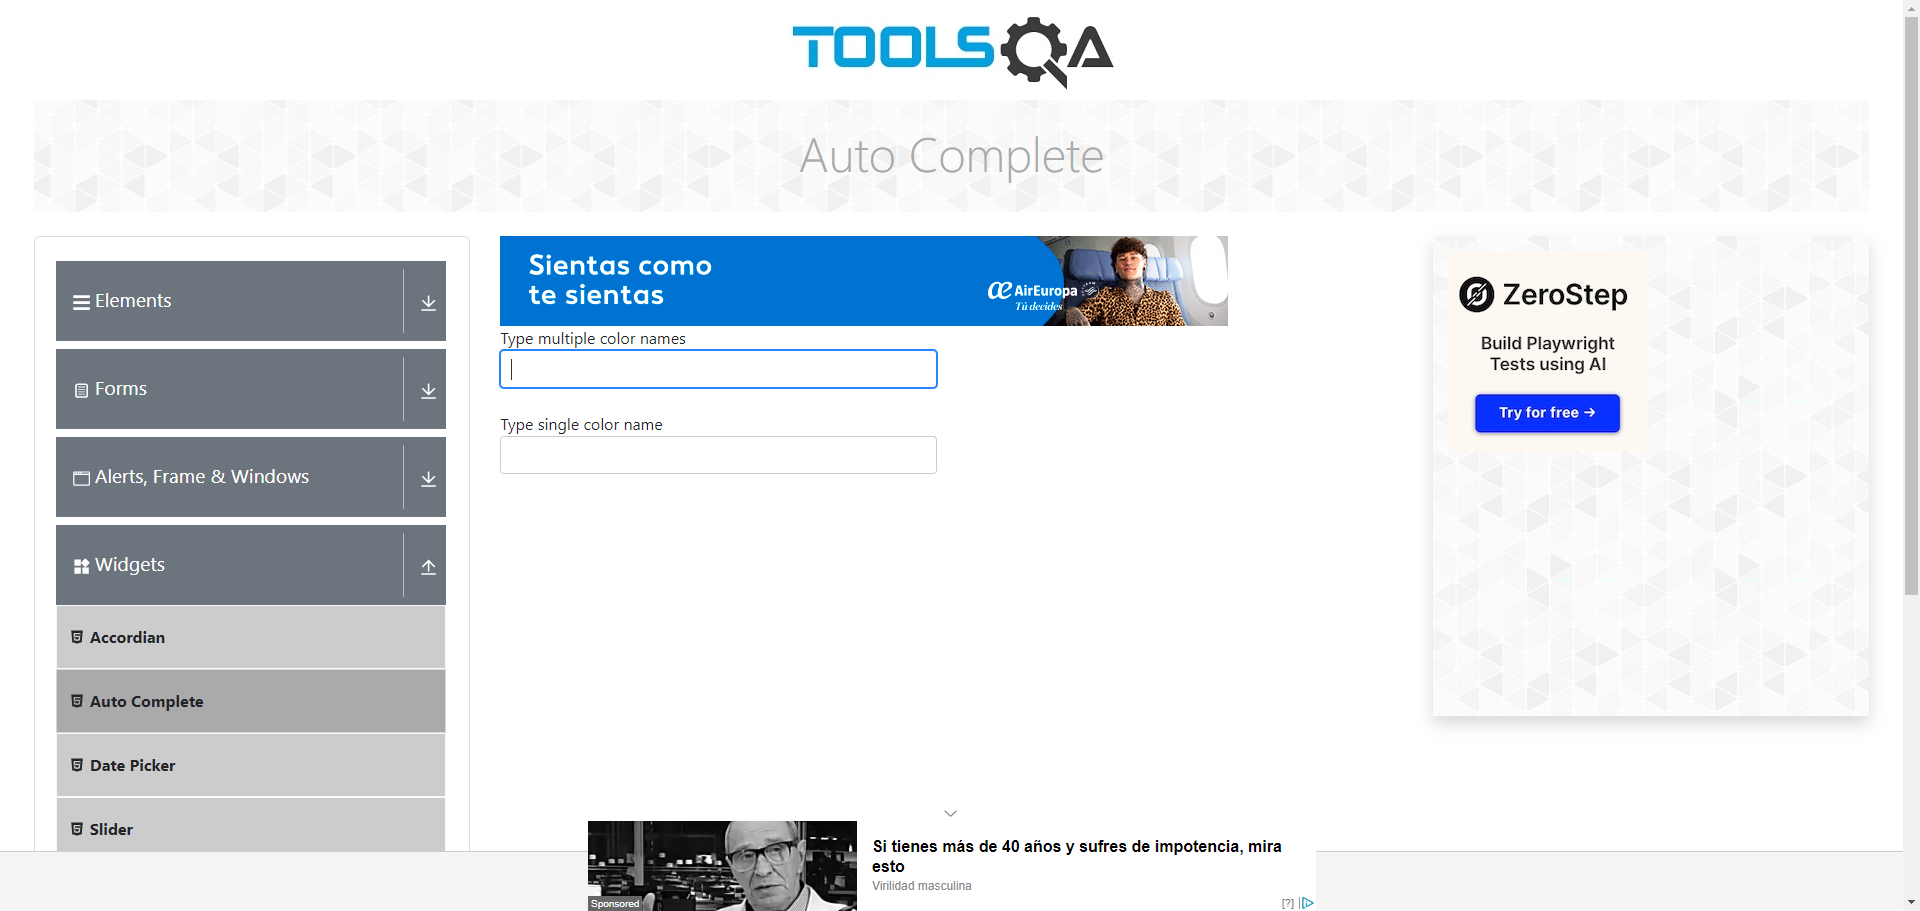 TOOLSQA
Auto Complete
Elements
Forms
Alerts, Frame & Windows
Widgets
Accordian
Auto Complete
Date Picker
Slider
Sientas como
te sientas
AirEuropa
Tú decides
Type multiple color names
Type single color name
ZeroStep
Build Playwright
Tests using AI
Try for free →
Si tienes más de 40 años y sufres de impotencia, mira
esto
Virilidad masculina
Sponsored
[?]